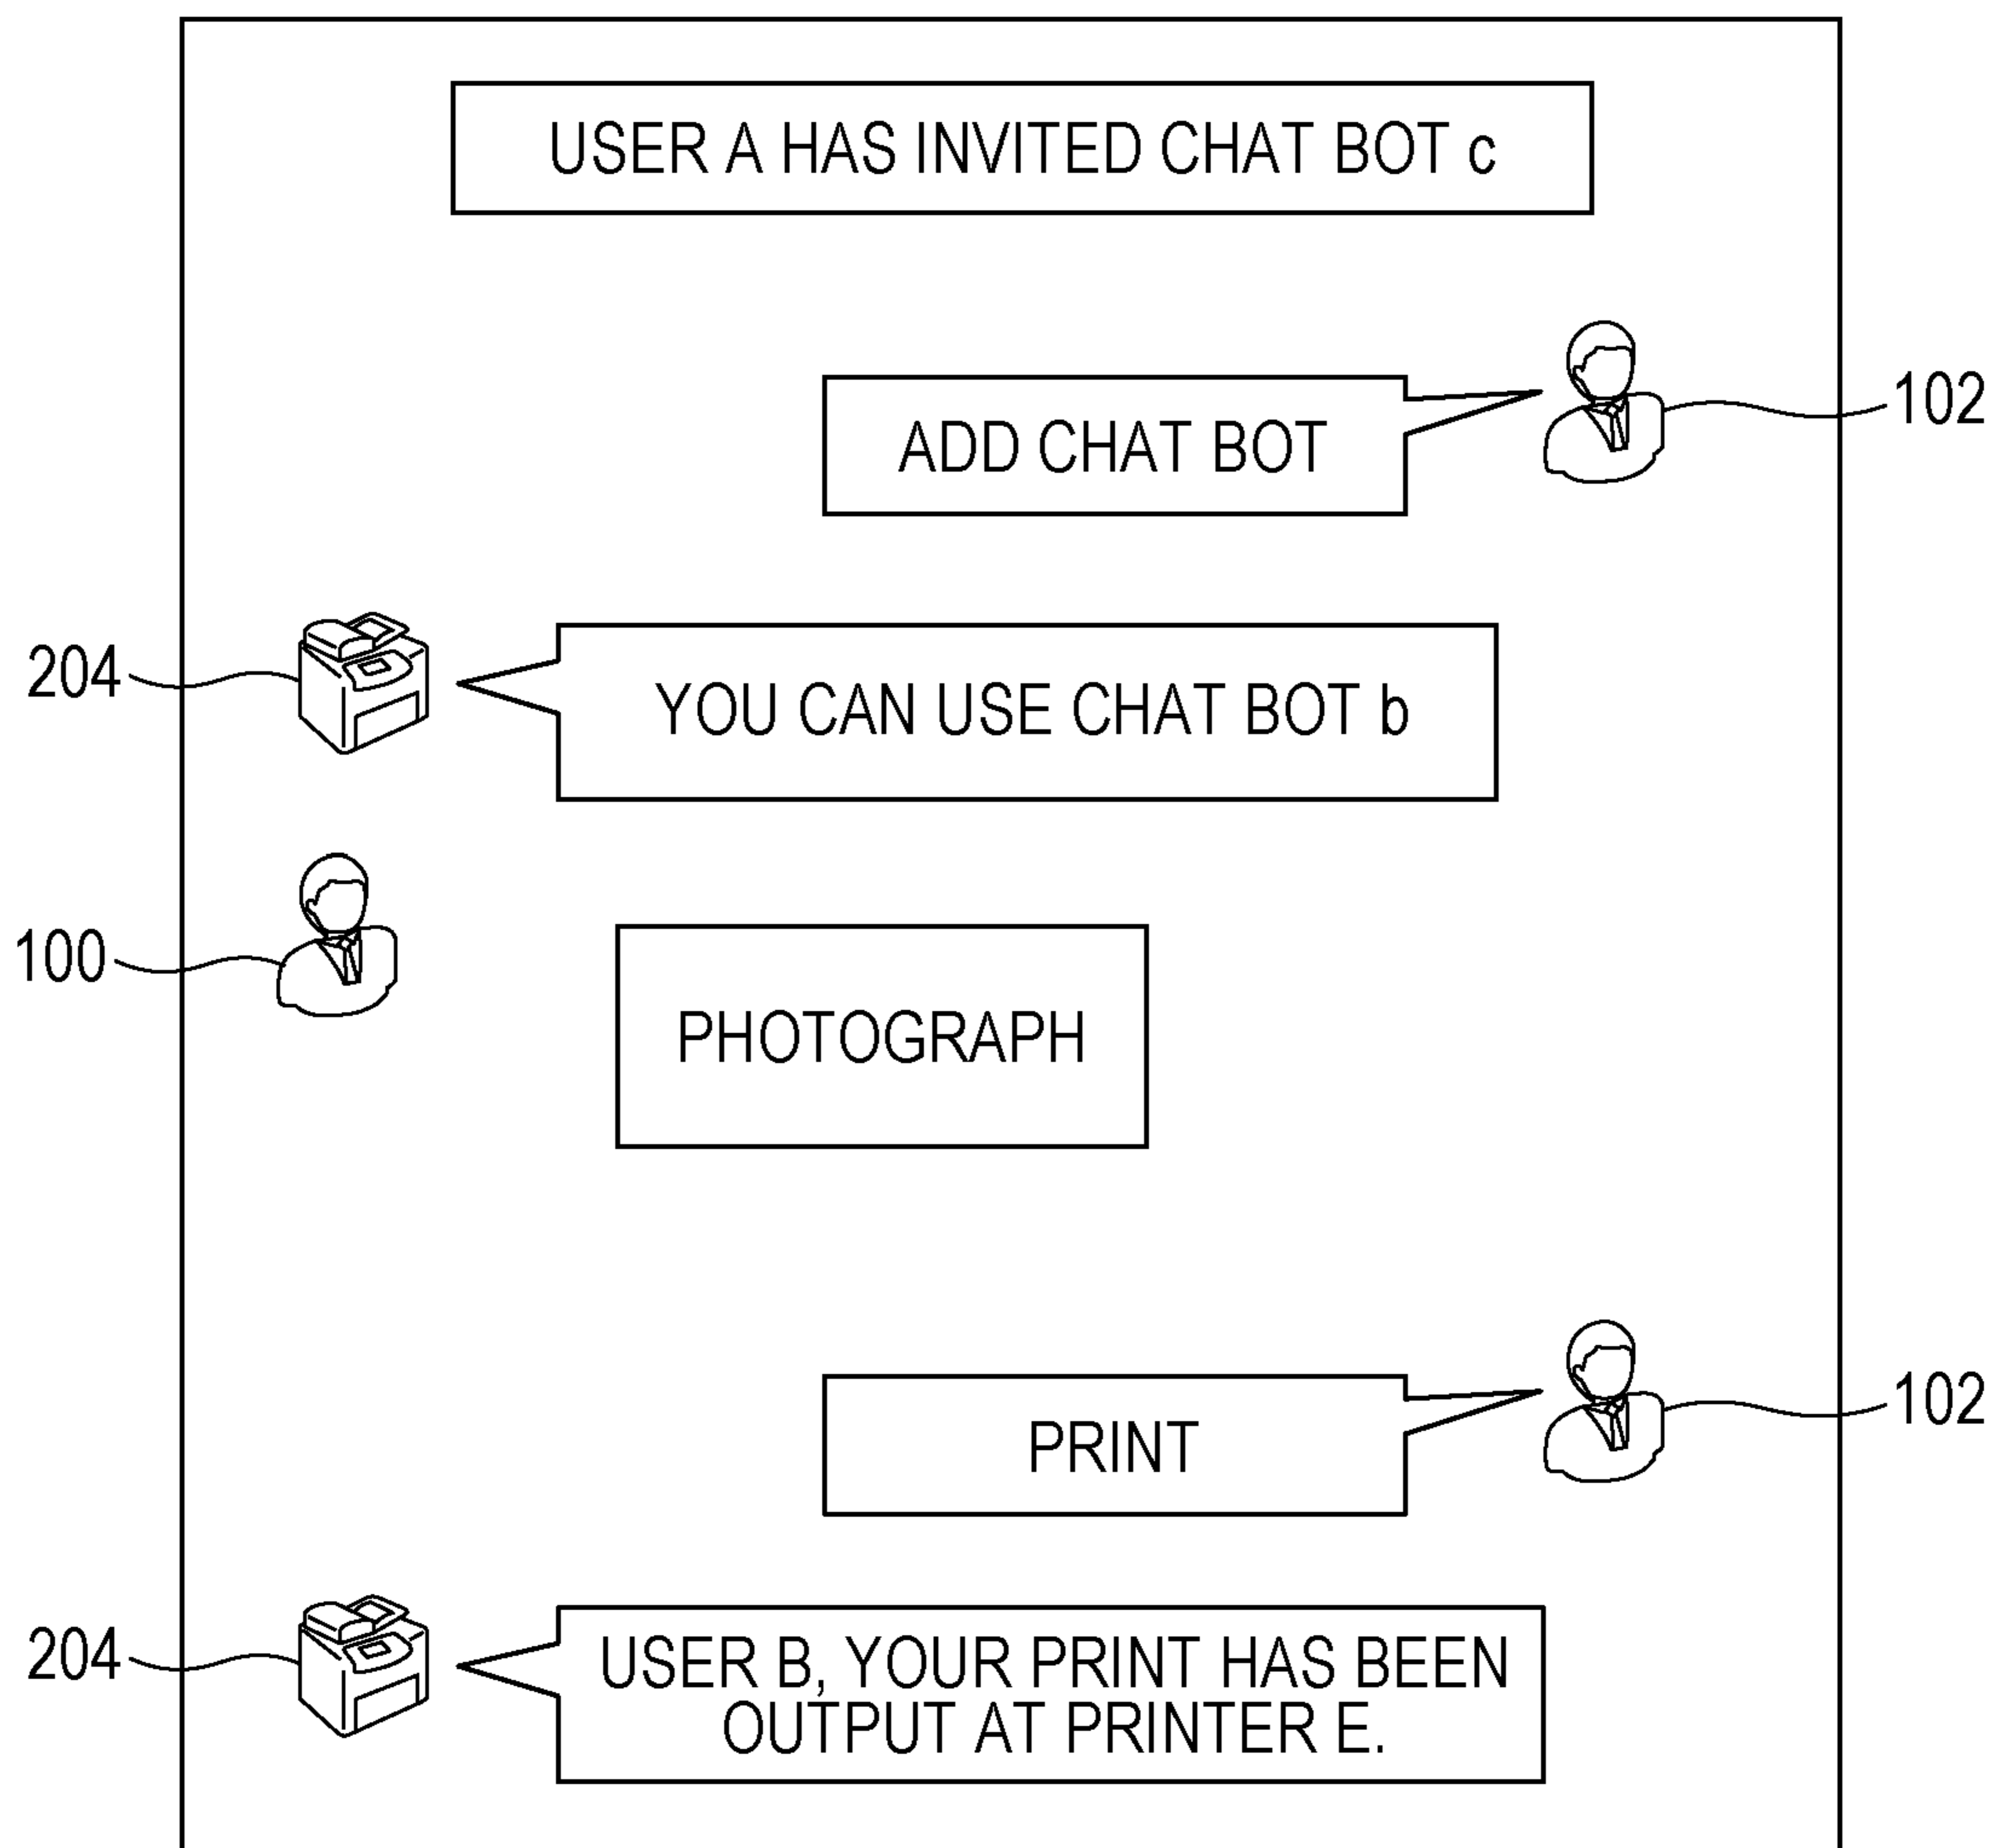 USER A HAS INVITED CHAT BOT c
ADD CHAT BOT
102
204
YOU CAN USE CHAT BOT b
100
PHOTOGRAPH
PRINT
102
204
USER B, YOUR PRINT HAS BEEN
OUTPUT AT PRINTER E.